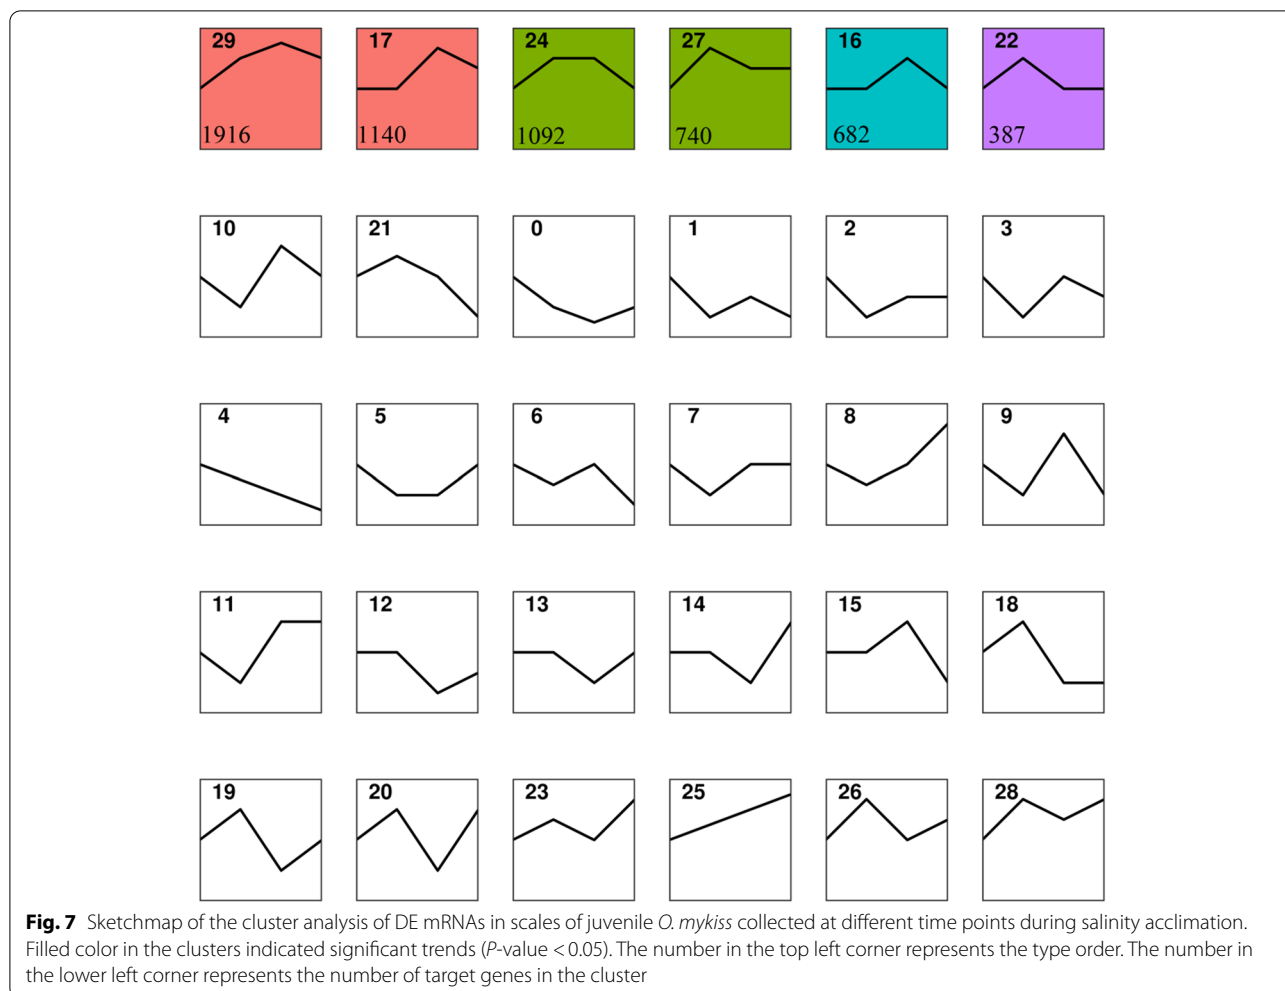 29 17 24 27 16 22
1916 1140 1092 740 682 387
10 21 0 1 2 3
4 5 6 7 8 9
11 12 13 14 15 18
19 20 23 25 26 28
Fig. 7 Sketchmap of the cluster analysis of DE mRNAs in scales of juvenile O. mykiss collected at different time points during salinity acclimation.
Filled color in the clusters indicated significant trends (P-value < 0.05). The number in the top left corner represents the type order. The number in
the lower left corner represents the number of target genes in the cluster